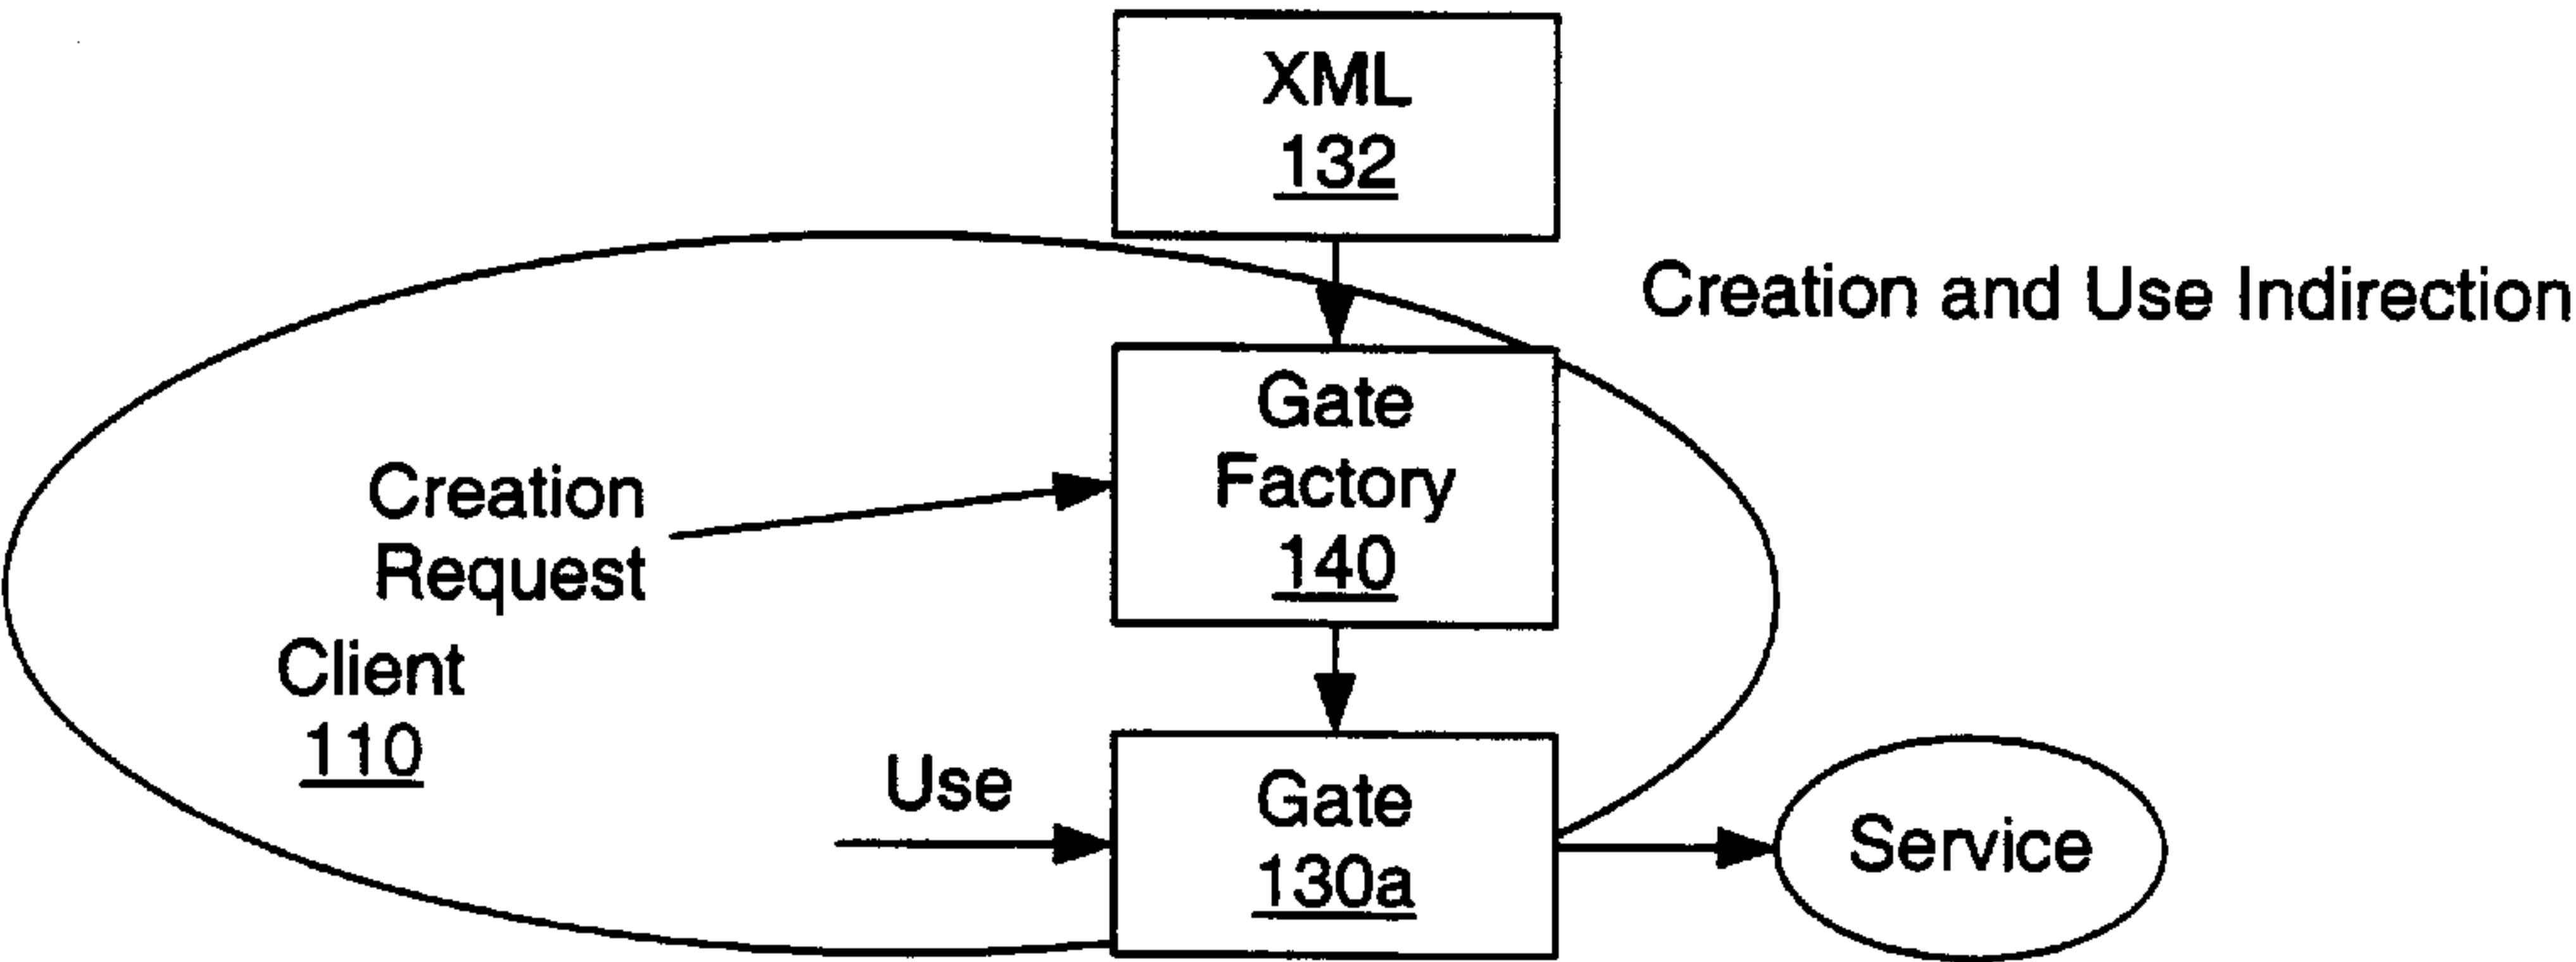 XML
132
Creation and Use Indirection
Gate
Factory
140
Creation
Request
Client
110
Use
Gate
130a
Service